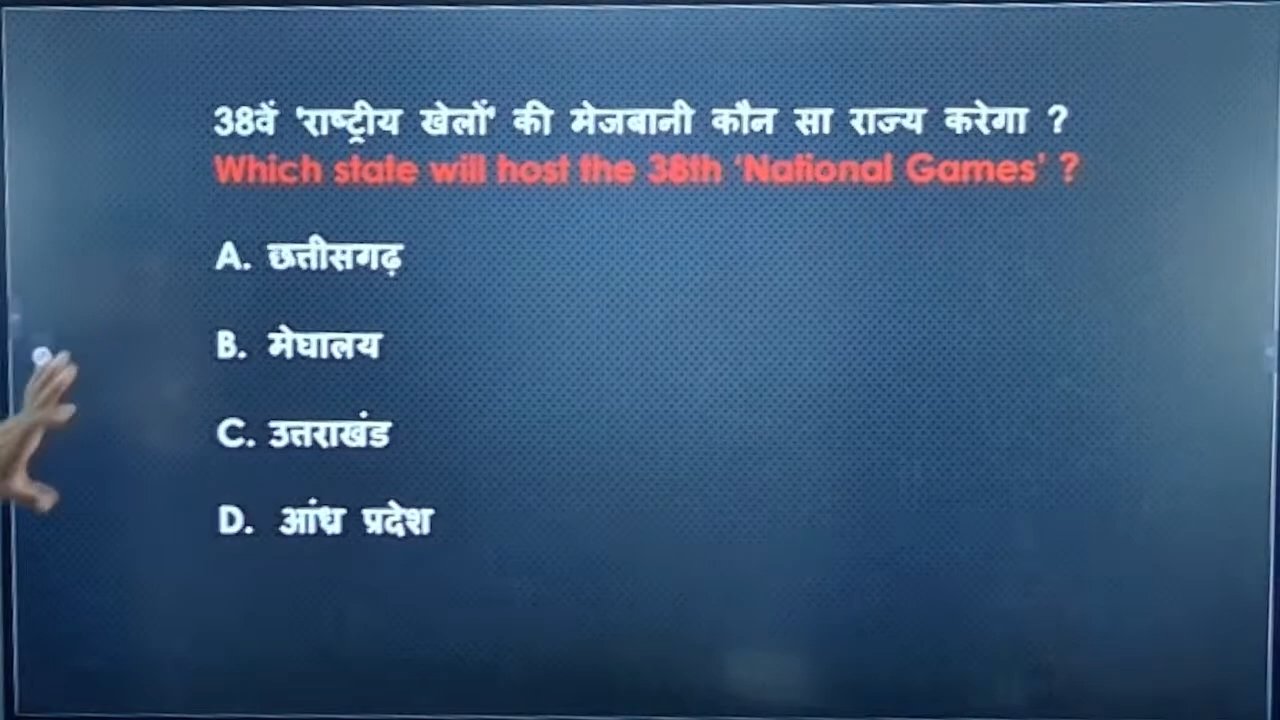 38वें 'राष्ट्रीय खेलों' की मेजबानी कौन सा राज्य करेगा ?
Which state will host the 38th 'National Games' ?
A. छत्तीसगढ़
B. मेघालय
C. उत्तराखंड
D. आंध्र प्रदेश